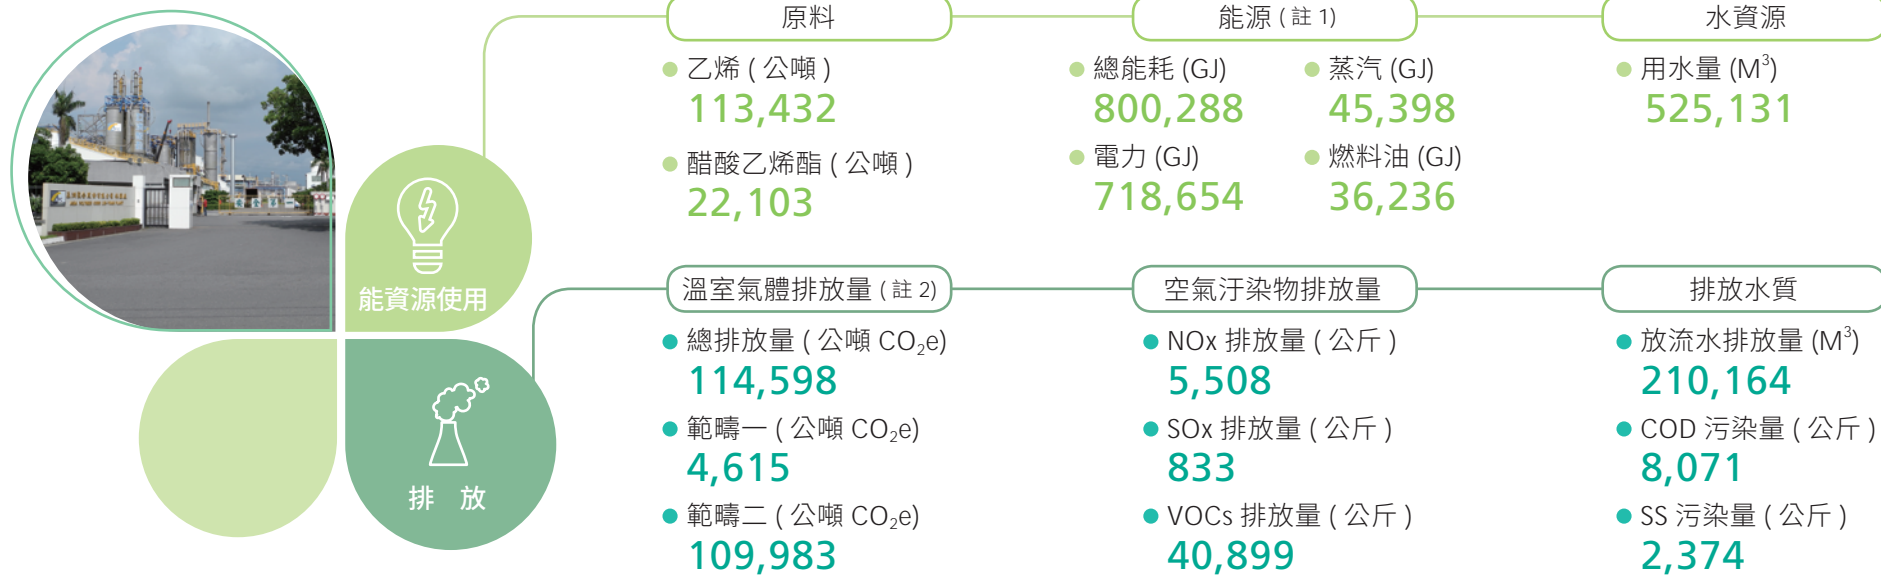 原料
能源 ( 註 1)
水資源
乙烯 ( 公噸 )
113,432
醋酸乙烯酯 ( 公噸 )
22,103
總能耗 (GJ)
800,288
蒸汽 (GJ)
45,398
電力 (GJ)
718,654
燃料油 (GJ)
36,236
用水量 (M³)
525,131
能資源使用
溫室氣體排放量 ( 註 2)
空氣汙染物排放量
排放水質
總排放量 ( 公噸 CO₂e)
114,598
範疇一 ( 公噸 CO₂e)
4,615
範疇二 ( 公噸 CO₂e)
109,983
NOx 排放量 ( 公斤 )
5,508
SOx 排放量 ( 公斤 )
833
VOCs 排放量 ( 公斤 )
40,899
放流水排放量 (M³)
210,164
COD 污染量 ( 公斤 )
8,071
SS 污染量 ( 公斤 )
2,374
排 放